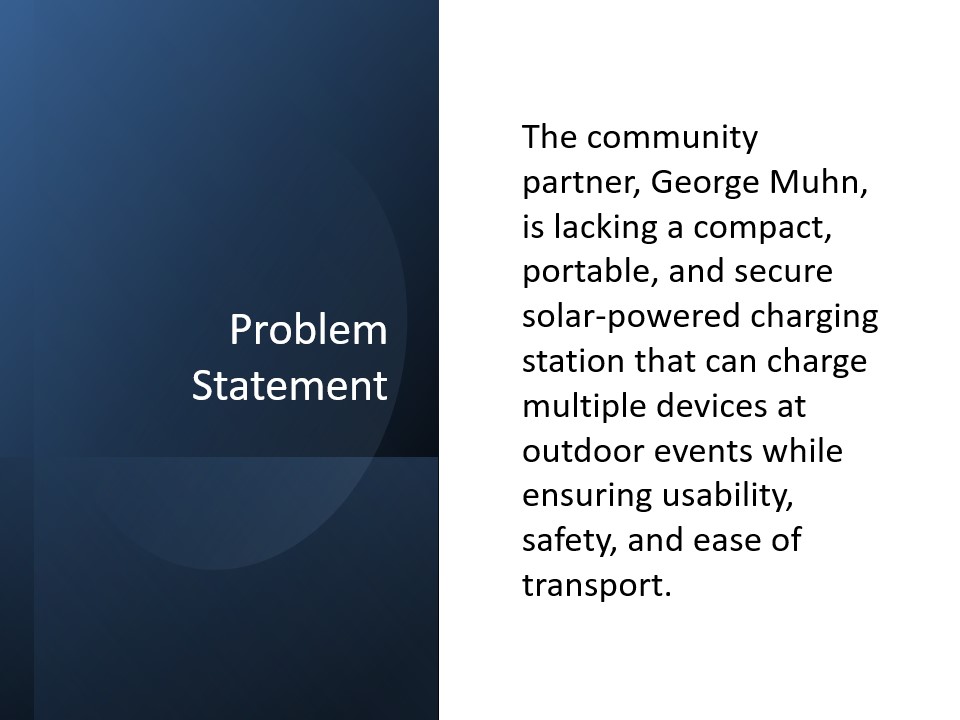 Problem
Statement
The community
partner, George Muhn,
is lacking a compact,
portable, and secure
solar-powered charging
station that can charge
multiple devices at
outdoor events while
ensuring usability,
safety, and ease of
transport.